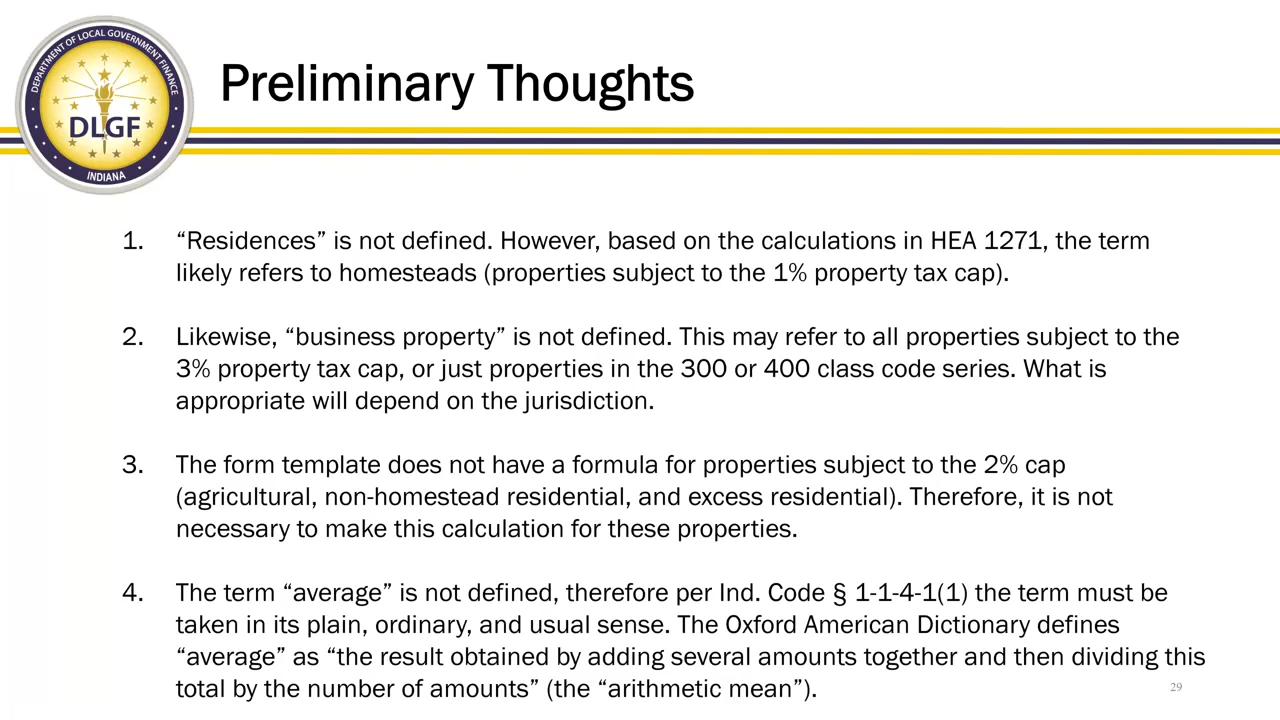 DEPARTMENT OF LOCAL GOVERNMENT FINANCE
DLGF
INDIANA
Preliminary Thoughts
1. “Residences” is not defined. However, based on the calculations in HEA 1271, the term
likely refers to homesteads (properties subject to the 1% property tax cap).
2. Likewise, “business property” is not defined. This may refer to all properties subject to the
3% property tax cap, or just properties in the 300 or 400 class code series. What is
appropriate will depend on the jurisdiction.
3. The form template does not have a formula for properties subject to the 2% cap
(agricultural, non-homestead residential, and excess residential). Therefore, it is not
necessary to make this calculation for these properties.
4. The term “average” is not defined, therefore per Ind. Code § 1-1-4-1(1) the term must be
taken in its plain, ordinary, and usual sense. The Oxford American Dictionary defines
“average” as “the result obtained by adding several amounts together and then dividing this
total by the number of amounts” (the “arithmetic mean”).
29